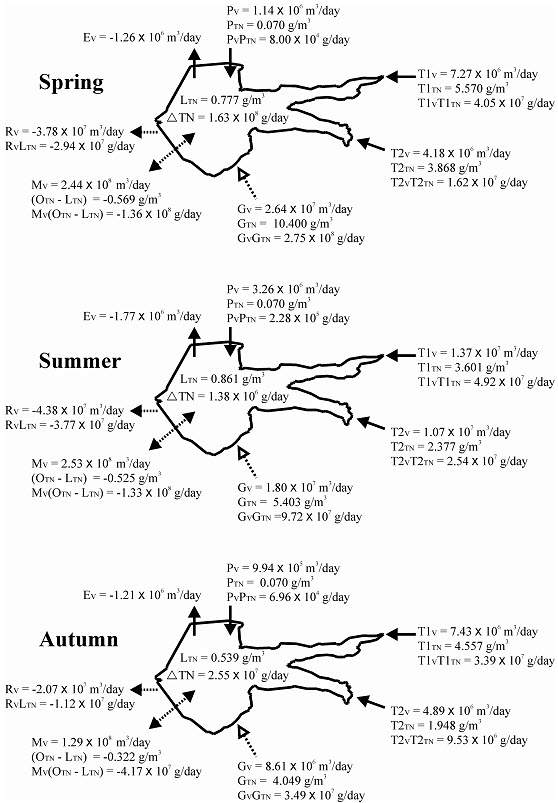 Pv = 1.14 x 10⁶ m³/day
PTN = 0.070 g/m³
PvPTN = 8.00 x 10⁴ g/day
Ev = -1.26 x 10⁶ m³/day
Spring
T1v = 7.27 x 10⁶ m³/day
T1TN = 5.570 g/m³
T1vT1TN = 4.05 x 10⁷ g/day
LTN = 0.777 g/m³
△TN = 1.63 x 10⁸ g/day
Rv = -3.78 x 10⁷ m³/day
RvLTN = -2.94 x 10⁷ g/day
T2v = 4.18 x 10⁶ m³/day
T2TN = 3.868 g/m³
T2vT2TN = 1.62 x 10⁷ g/day
Mv = 2.44 x 10⁸ m³/day
(OTN - LTN) = -0.569 g/m³
Mv(OTN - LTN) = -1.36 x 10⁸ g/day
Gv = 2.64 x 10⁷ m³/day
GTN = 10.400 g/m³
GvGTN = 2.75 x 10⁸ g/day
Pv = 3.26 x 10⁶ m³/day
PTN = 0.070 g/m³
PvPTN = 2.28 x 10⁵ g/day
Ev = -1.77 x 10⁶ m³/day
Summer
T1v = 1.37 x 10⁷ m³/day
T1TN = 3.601 g/m³
T1vT1TN = 4.92 x 10⁷ g/day
LTN = 0.861 g/m³
△TN = 1.38 x 10⁶ g/day
Rv = -4.38 x 10⁷ m³/day
RvLTN = -3.77 x 10⁷ g/day
T2v = 1.07 x 10⁷ m³/day
T2TN = 2.377 g/m³
T2vT2TN = 2.54 x 10⁷ g/day
Mv = 2.53 x 10⁸ m³/day
(OTN - LTN) = -0.525 g/m³
Mv(OTN - LTN) = -1.33 x 10⁸ g/day
Gv = 1.80 x 10⁷ m³/day
GTN = 5.403 g/m³
GvGTN =9.72 x 10⁷ g/day
Pv = 9.94 x 10⁵ m³/day
PTN = 0.070 g/m³
PvPTN = 6.96 x 10⁴ g/day
Ev = -1.21 x 10⁶ m³/day
Autumn
T1v = 7.43 x 10⁶ m³/day
T1TN = 4.557 g/m³
T1vT1TN = 3.39 x 10⁷ g/day
LTN = 0.539 g/m³
△TN = 2.55 x 10⁷ g/day
Rv = -2.07 x 10⁷ m³/day
RvLTN = -1.12 x 10⁷ g/day
T2v = 4.89 x 10⁶ m³/day
T2TN = 1.948 g/m³
T2vT2TN = 9.53 x 10⁶ g/day
Mv = 1.29 x 10⁸ m³/day
(OTN - LTN) = -0.322 g/m³
Mv(OTN - LTN) = -4.17 x 10⁷ g/day
Gv = 8.61 x 10⁶ m³/day
GTN = 4.049 g/m³
GvGTN = 3.49 x 10⁷ g/day